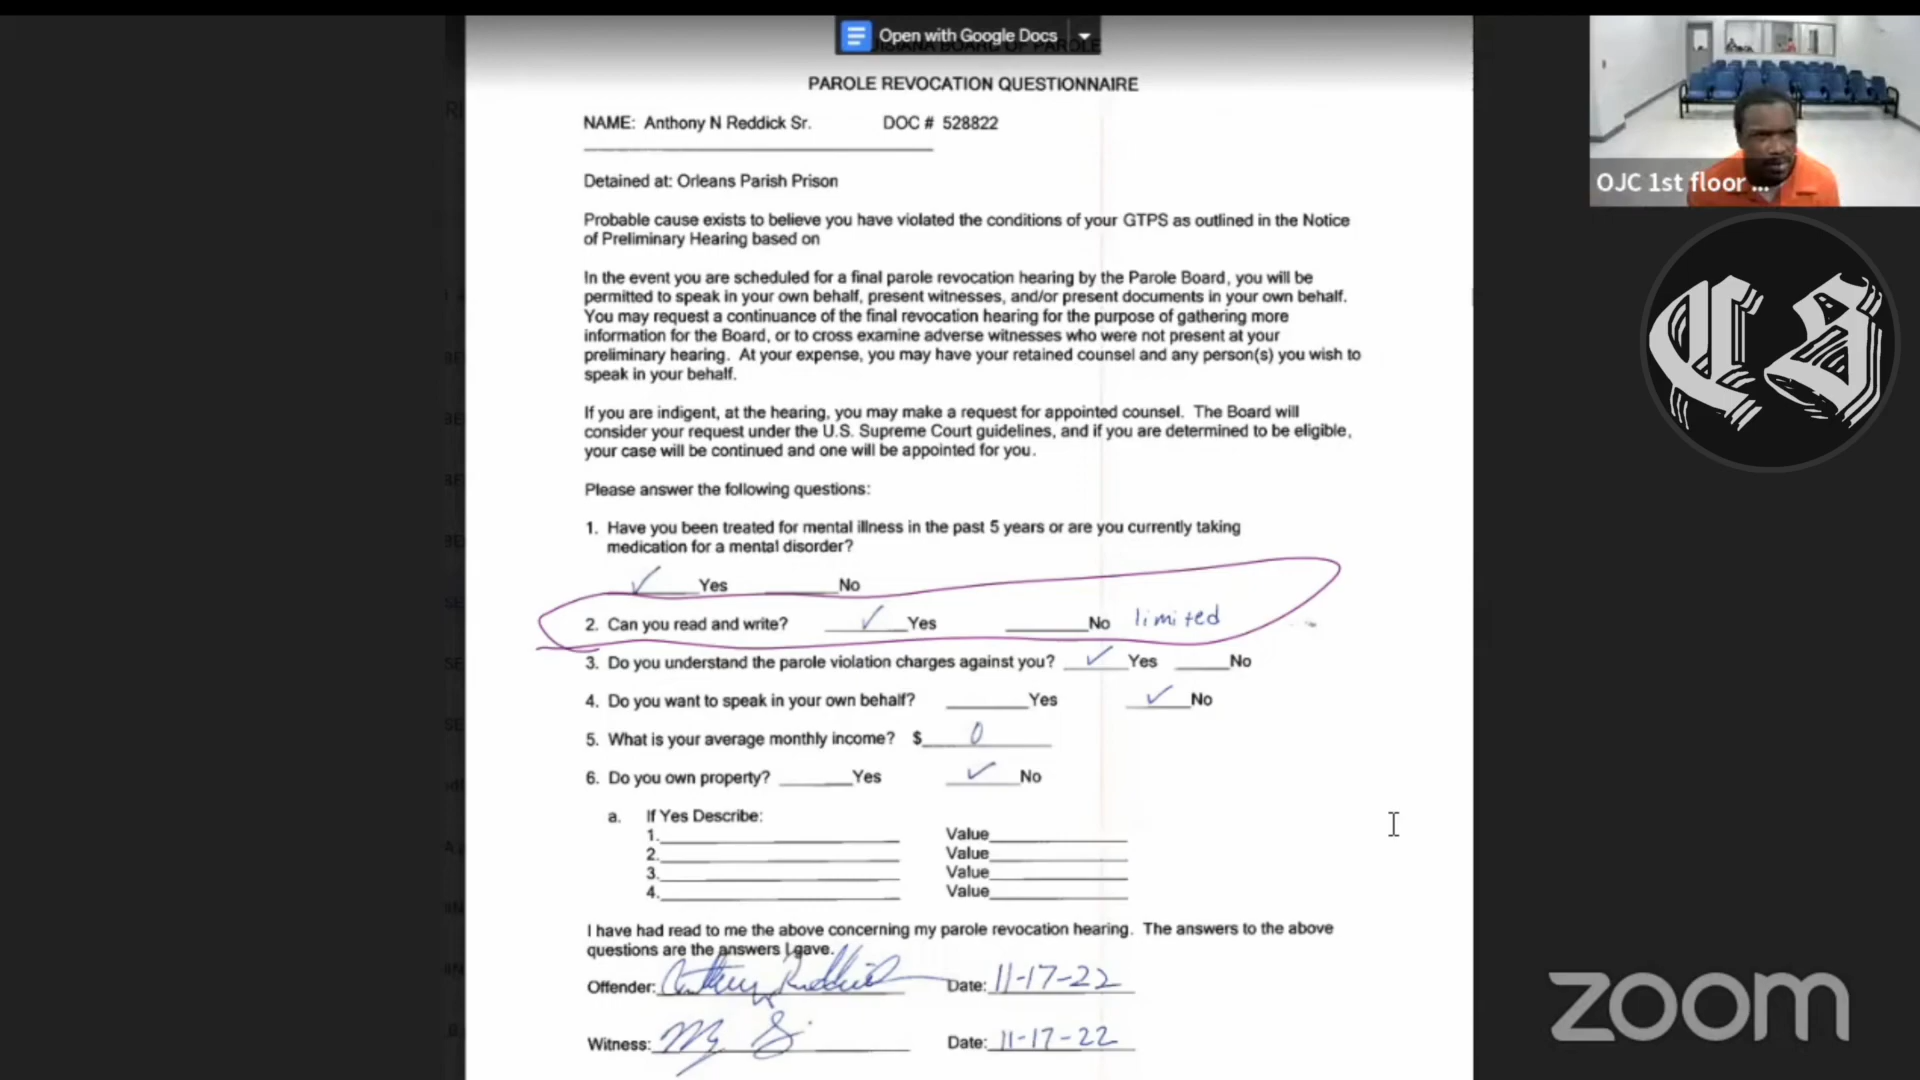 Open with Google Docs
LOUISIANA BOARD OF PAROLE
PAROLE REVOCATION QUESTIONNAIRE
NAME: Anthony N Reddick Sr. DOC # 528822
Detained at: Orleans Parish Prison
Probable cause exists to believe you have violated the conditions of your GTPS as outlined in the Notice
of Preliminary Hearing based on
In the event you are scheduled for a final parole revocation hearing by the Parole Board, you will be
permitted to speak in your own behalf, present witnesses, and/or present documents in your own behalf.
You may request a continuance of the final revocation hearing for the purpose of gathering more
information for the Board, or to cross examine adverse witnesses who were not present at your
preliminary hearing. At your expense, you may have your retained counsel and any person(s) you wish to
speak in your behalf.
If you are indigent, at the hearing, you may make a request for appointed counsel. The Board will
consider your request under the U.S. Supreme Court guidelines, and if you are determined to be eligible,
your case will be continued and one will be appointed for you.
Please answer the following questions:
1. Have you been treated for mental illness in the past 5 years or are you currently taking
medication for a mental disorder?
✓ Yes No
2. Can you read and write? ✓ Yes No limited
3. Do you understand the parole violation charges against you? ✓ Yes No
4. Do you want to speak in your own behalf? Yes ✓ No
5. What is your average monthly income? $ 0
6. Do you own property? Yes ✓ No
a. If Yes Describe:
1. Value
2. Value
3. Value
4. Value
I have had read to me the above concerning my parole revocation hearing. The answers to the above
questions are the answers I gave.
Offender: Anthony Reddick Date: 11-17-22
Witness: Date: 11-17-22
OJC 1st floor ...
CS
zoom